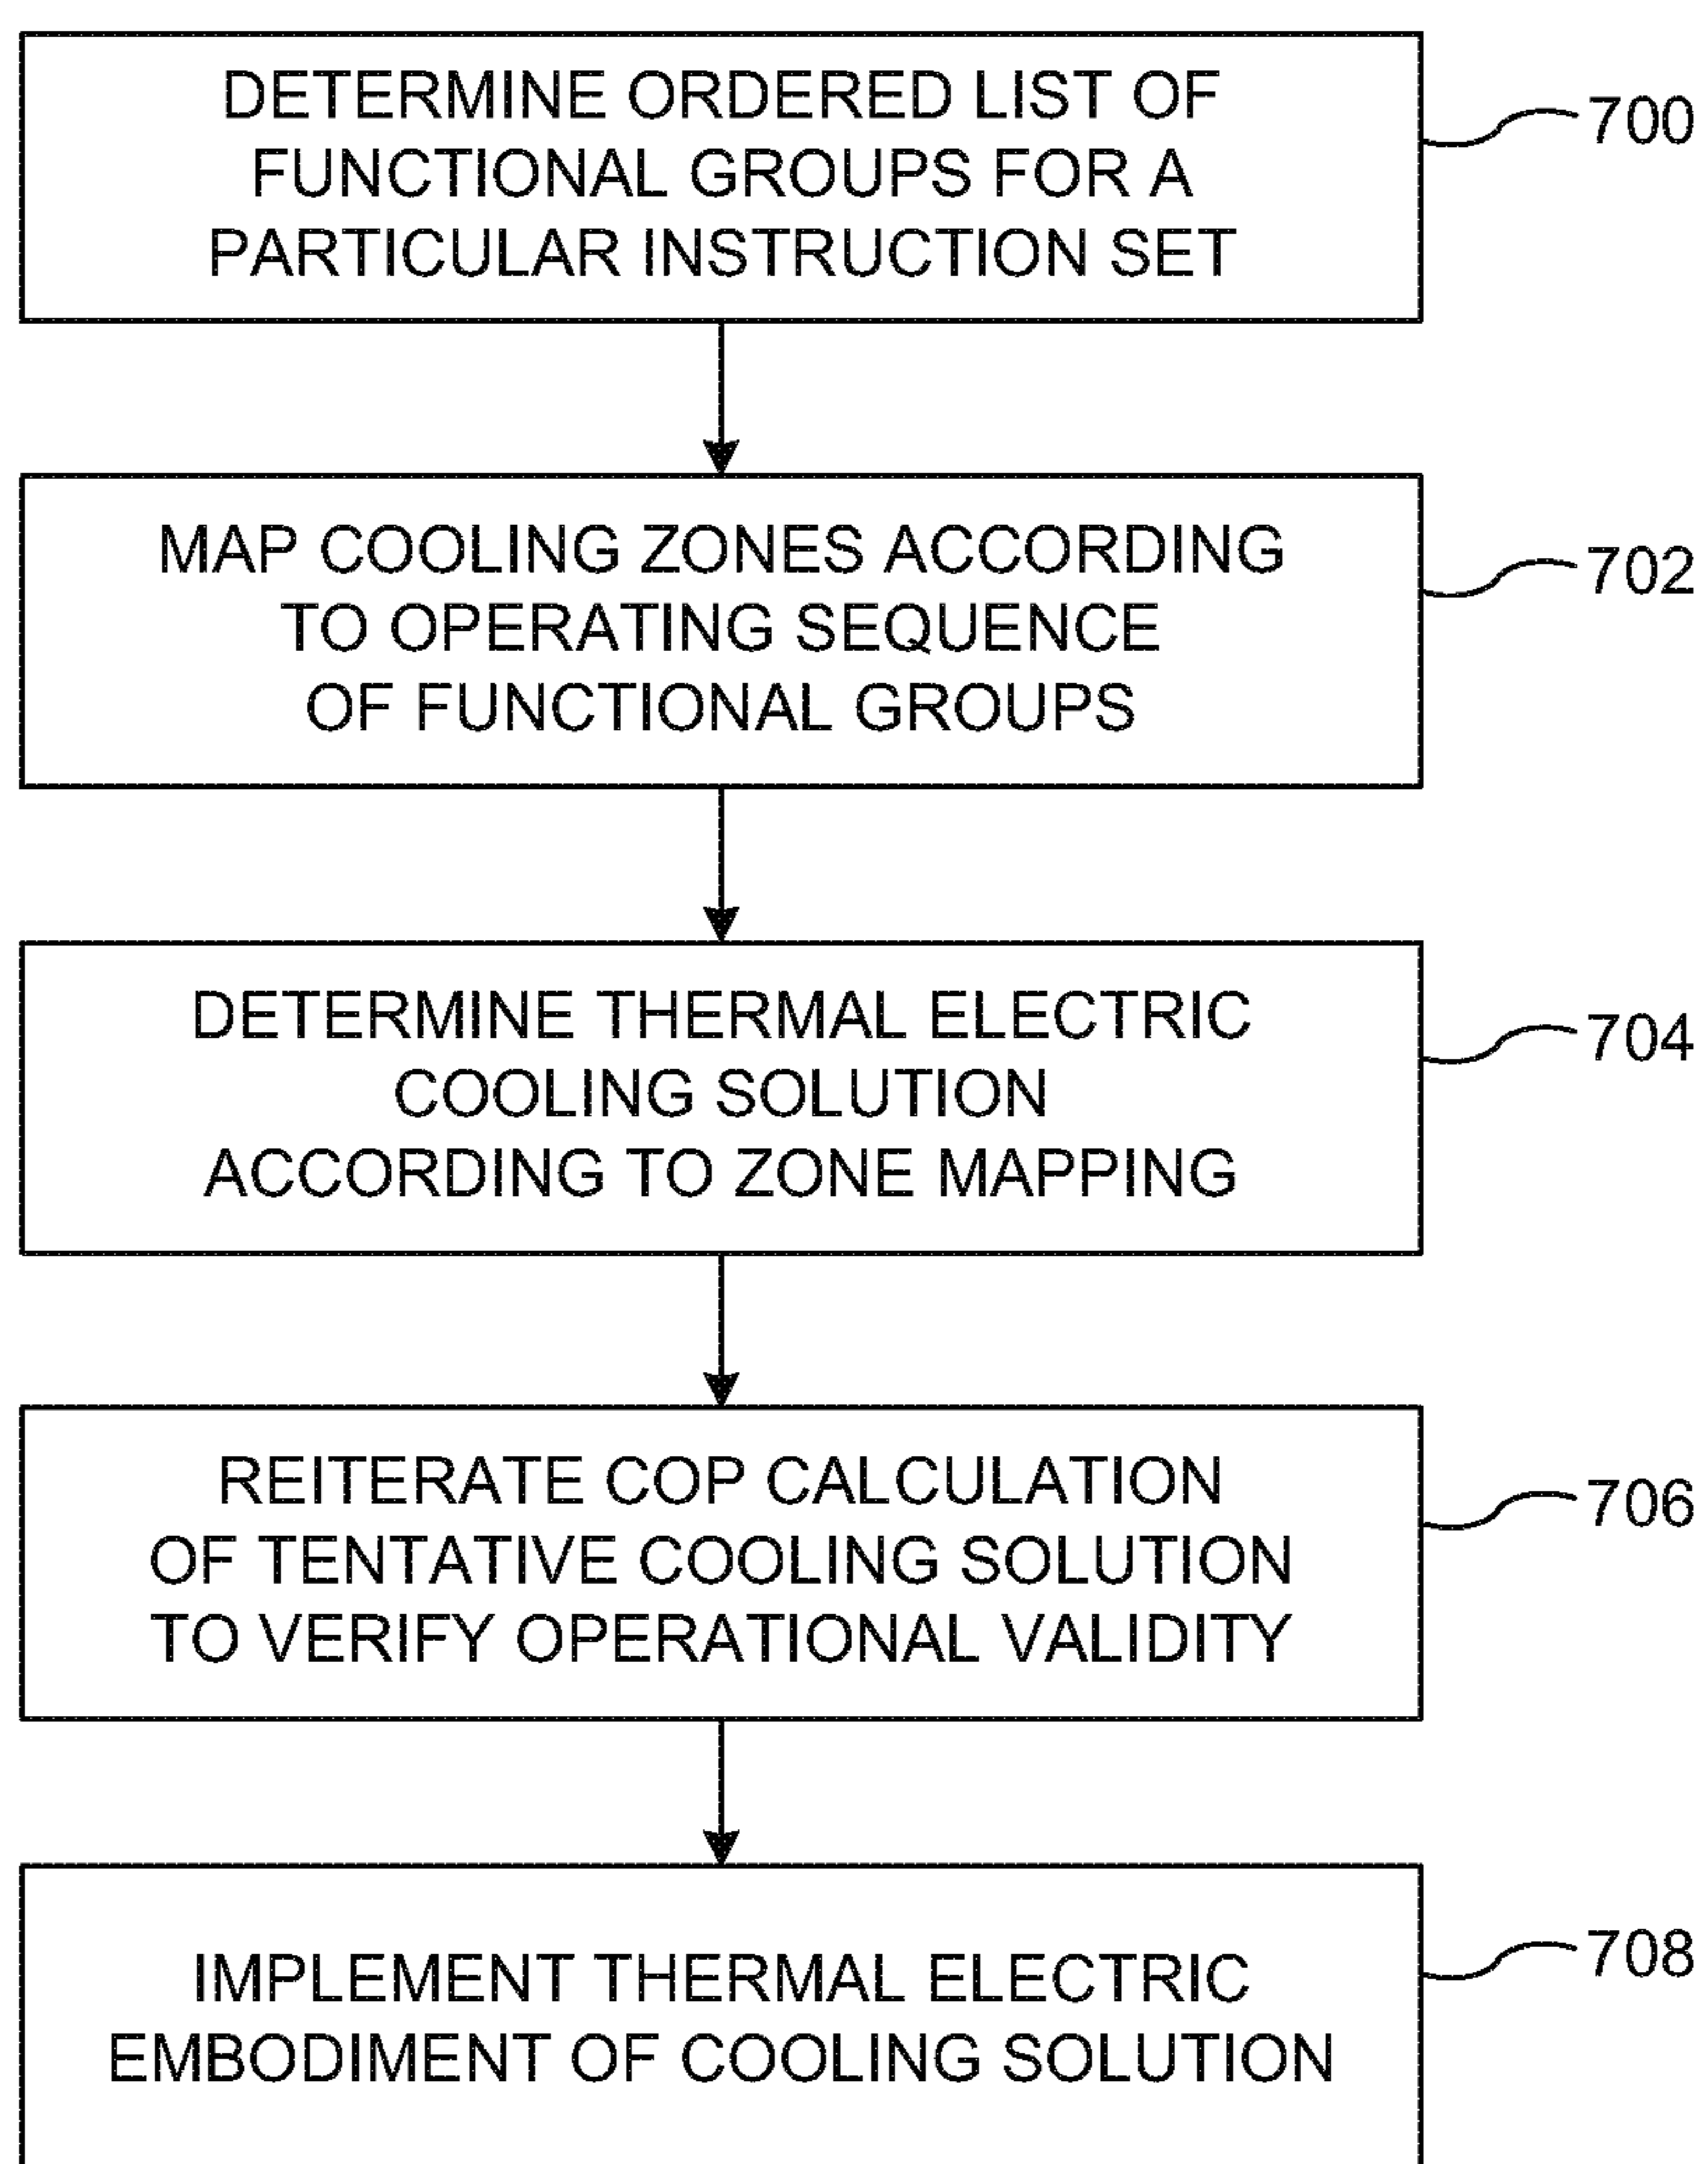 DETERMINE ORDERED LIST OF
FUNCTIONAL GROUPS FOR A
PARTICULAR INSTRUCTION SET
700
MAP COOLING ZONES ACCORDING
TO OPERATING SEQUENCE
OF FUNCTIONAL GROUPS
702
DETERMINE THERMAL ELECTRIC
COOLING SOLUTION
ACCORDING TO ZONE MAPPING
704
REITERATE COP CALCULATION
OF TENTATIVE COOLING SOLUTION
TO VERIFY OPERATIONAL VALIDITY
706
IMPLEMENT THERMAL ELECTRIC
EMBODIMENT OF COOLING SOLUTION
708